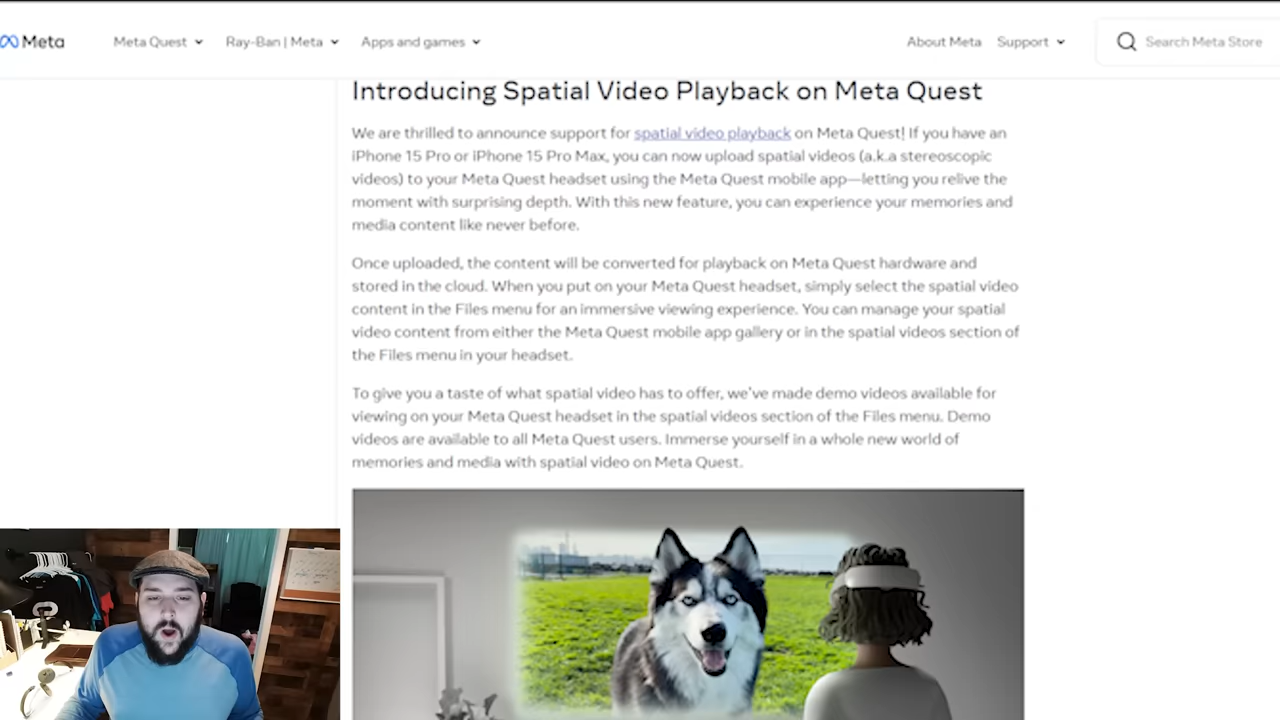 Meta
Meta Quest
Ray-Ban | Meta
Apps and games
About Meta
Support
Search Meta Store
Introducing Spatial Video Playback on Meta Quest
We are thrilled to announce support for spatial video playback on Meta Quest! If you have an
iPhone 15 Pro or iPhone 15 Pro Max, you can now upload spatial videos (a.k.a stereoscopic
videos) to your Meta Quest headset using the Meta Quest mobile app—letting you relive the
moment with surprising depth. With this new feature, you can experience your memories and
media content like never before.
Once uploaded, the content will be converted for playback on Meta Quest hardware and
stored in the cloud. When you put on your Meta Quest headset, simply select the spatial video
content in the Files menu for an immersive viewing experience. You can manage your spatial
video content from either the Meta Quest mobile app gallery or in the spatial videos section of
the Files menu in your headset.
To give you a taste of what spatial video has to offer, we've made demo videos available for
viewing on your Meta Quest headset in the spatial videos section of the Files menu. Demo
videos are available to all Meta Quest users. Immerse yourself in a whole new world of
memories and media with spatial video on Meta Quest.